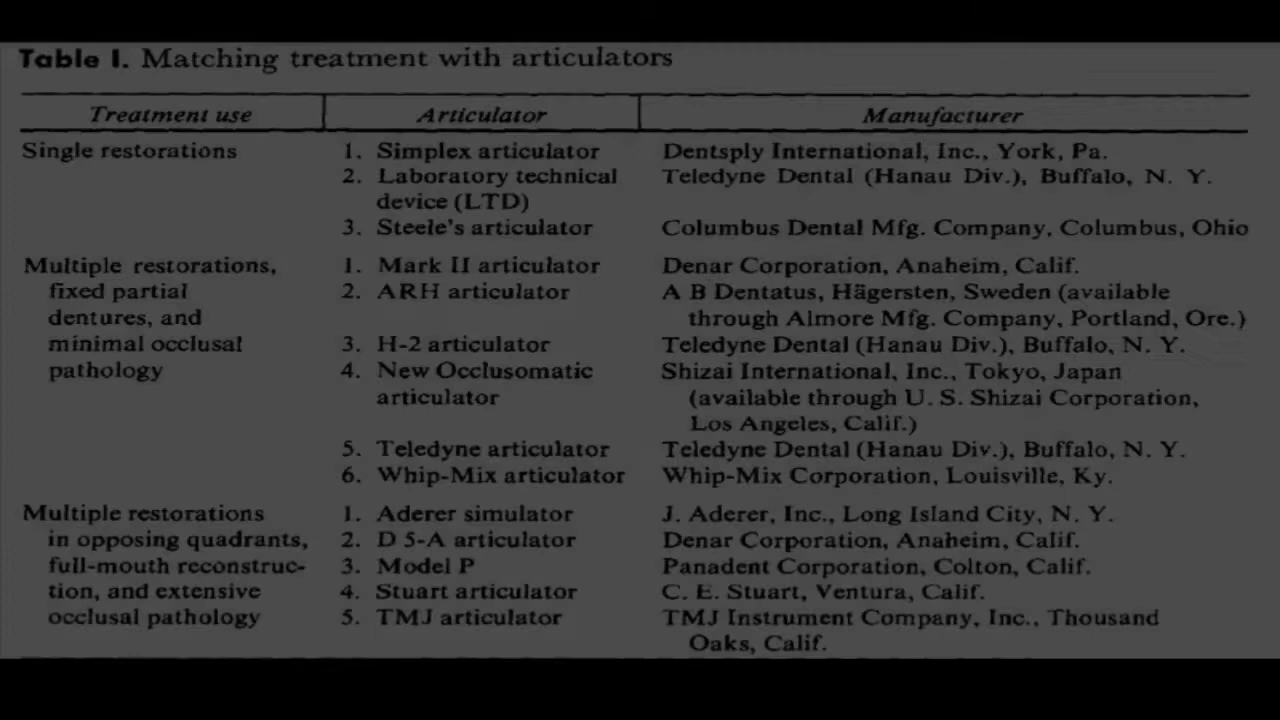 Table I. Matching treatment with articulators
Treatment use Articulator Manufacturer
Single restorations 1. Simplex articulator Dentsply International, Inc., York, Pa.
2. Laboratory technical Teledyne Dental (Hanau Div.), Buffalo, N. Y.
device (LTD)
3. Steele's articulator Columbus Dental Mfg. Company, Columbus, Ohio
Multiple restorations, 1. Mark II articulator Denar Corporation, Anaheim, Calif.
fixed partial 2. ARH articulator A B Dentatus, Hägersten, Sweden (available
dentures, and through Almore Mfg. Company, Portland, Ore.)
minimal occlusal 3. H-2 articulator Teledyne Dental (Hanau Div.), Buffalo, N. Y.
pathology 4. New Occlusomatic Shizai International, Inc., Tokyo, Japan
articulator (available through U. S. Shizai Corporation,
Los Angeles, Calif.)
5. Teledyne articulator Teledyne Dental (Hanau Div.), Buffalo, N. Y.
6. Whip-Mix articulator Whip-Mix Corporation, Louisville, Ky.
Multiple restorations 1. Aderer simulator J. Aderer, Inc., Long Island City, N. Y.
in opposing quadrants, 2. D 5-A articulator Denar Corporation, Anaheim, Calif.
full-mouth reconstruc- 3. Model P Panadent Corporation, Colton, Calif.
tion, and extensive 4. Stuart articulator C. E. Stuart, Ventura, Calif.
occlusal pathology 5. TMJ articulator TMJ Instrument Company, Inc., Thousand
Oaks, Calif.